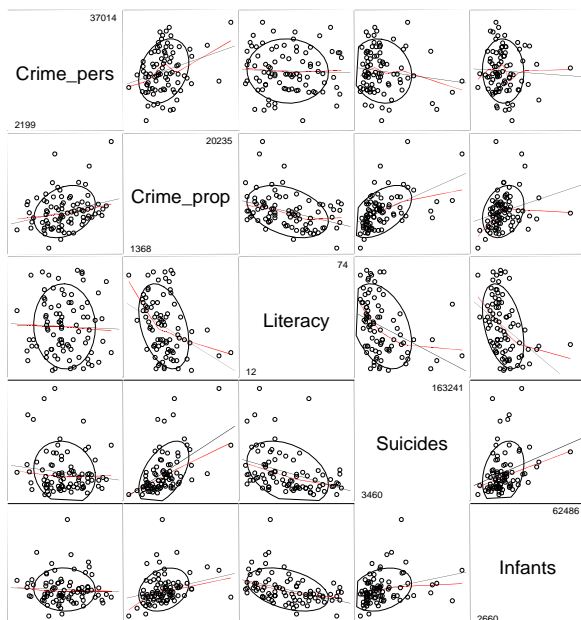 37014
Crime_pers
2199
20235
Crime_prop
1368
74
Literacy
12
163241
Suicides
3460
62486
Infants
2660